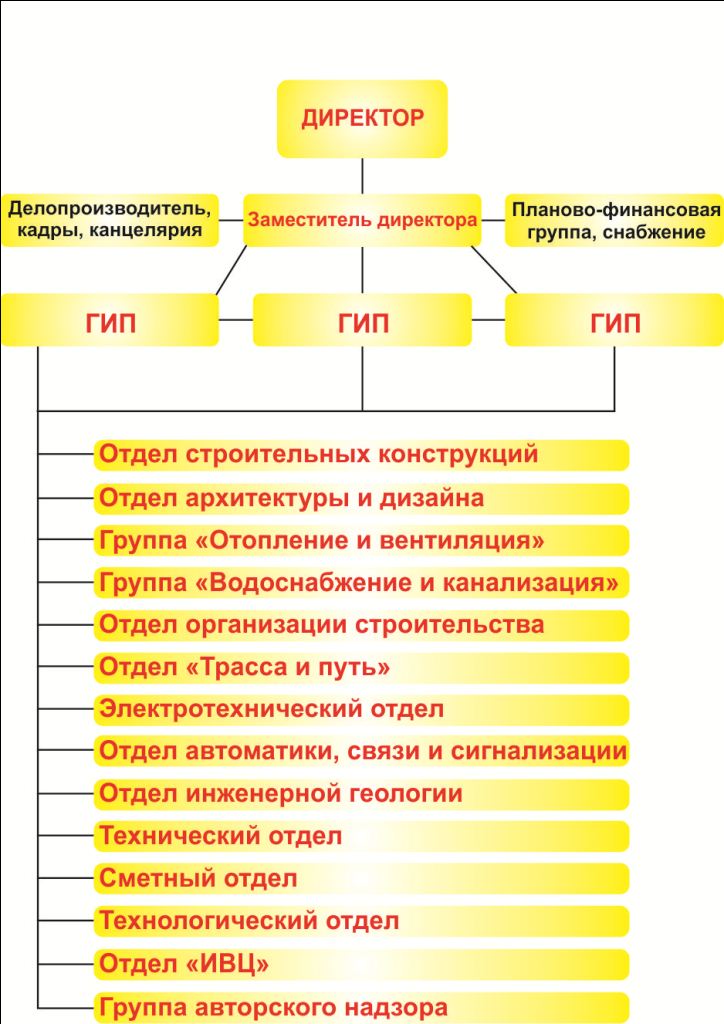 ДИРЕКТОР
Делопроизводитель,
кадры, канцелярия
Заместитель директора
Планово-финансовая
группа, снабжение
ГИП
ГИП
ГИП
Отдел строительных конструкций
Отдел архитектуры и дизайна
Группа «Отопление и вентиляция»
Группа «Водоснабжение и канализация»
Отдел организации строительства
Отдел «Трасса и путь»
Электротехнический отдел
Отдел автоматики, связи и сигнализации
Отдел инженерной геологии
Технический отдел
Сметный отдел
Технологический отдел
Отдел «ИВЦ»
Группа авторского надзора